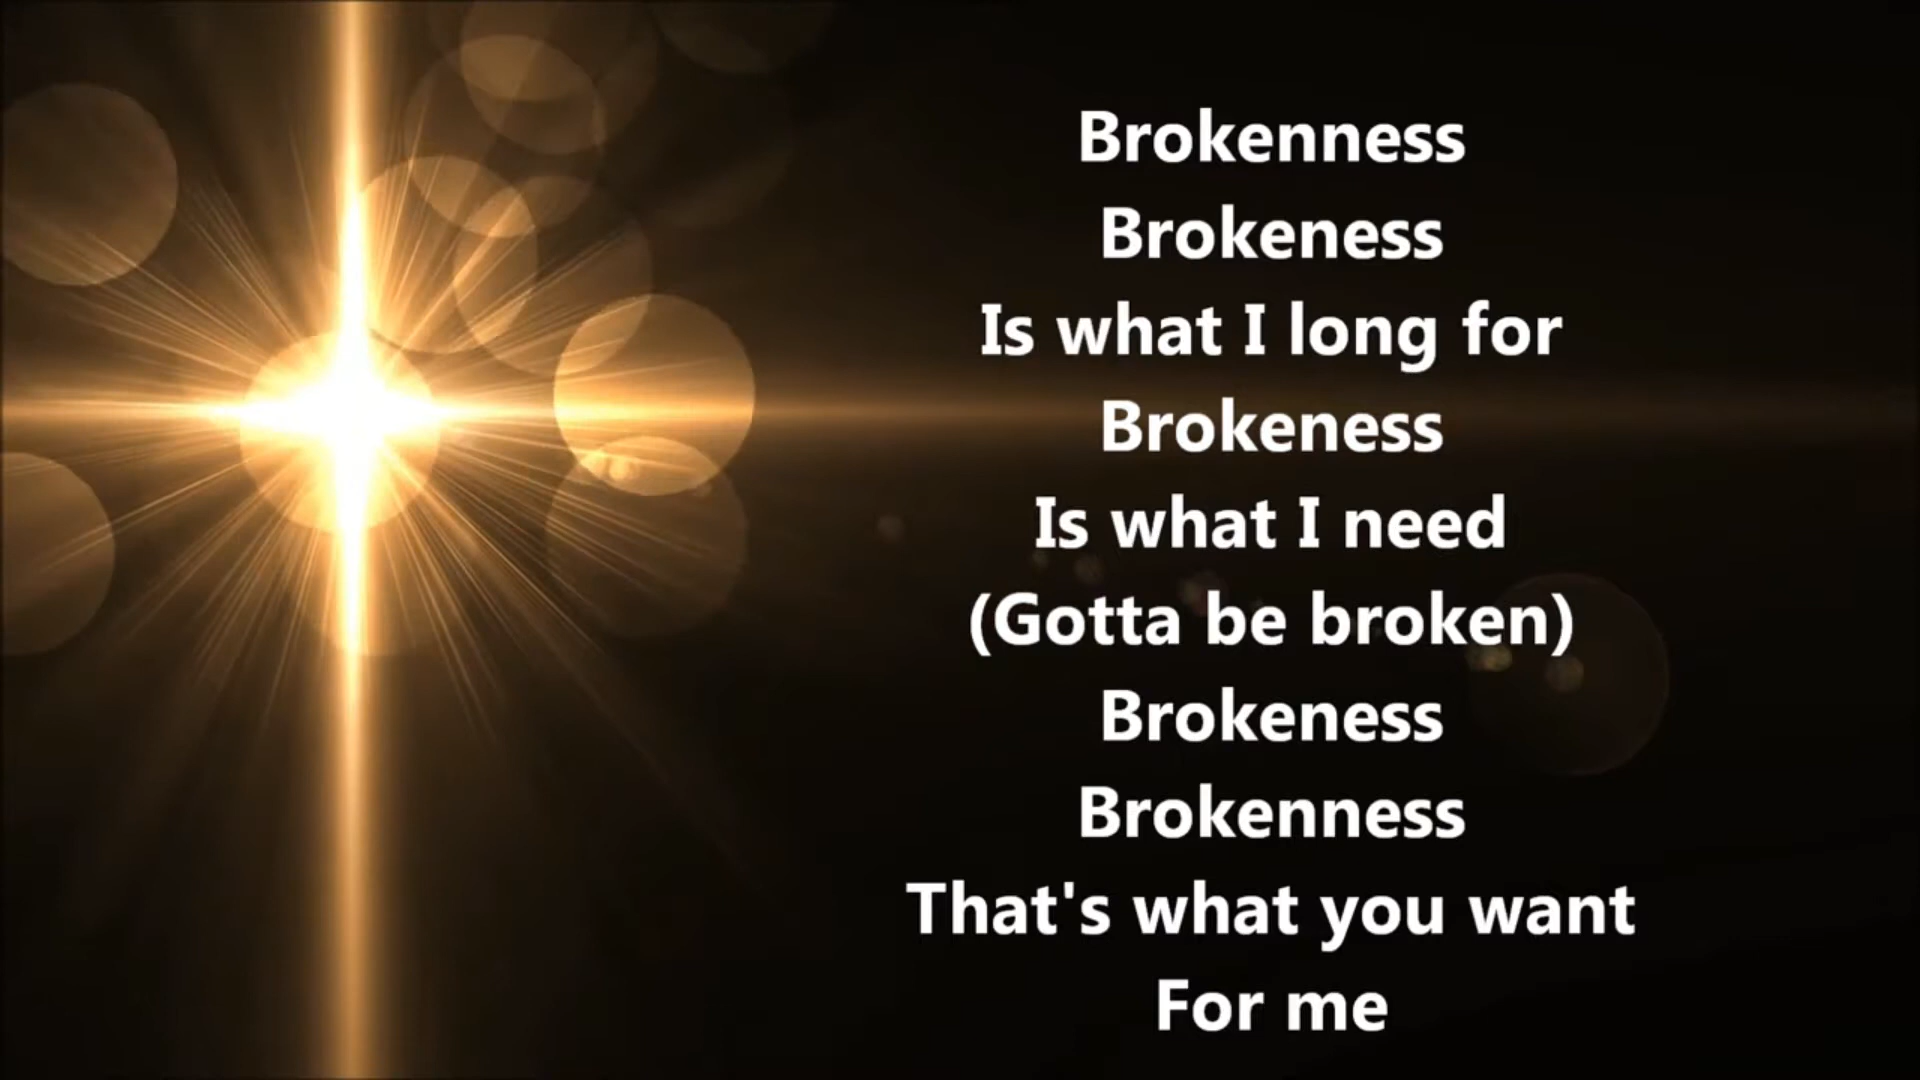 Brokenness
Brokeness
Is what I long for
Brokeness
Is what I need
(Gotta be broken)
Brokeness
Brokenness
That's what you want
For me